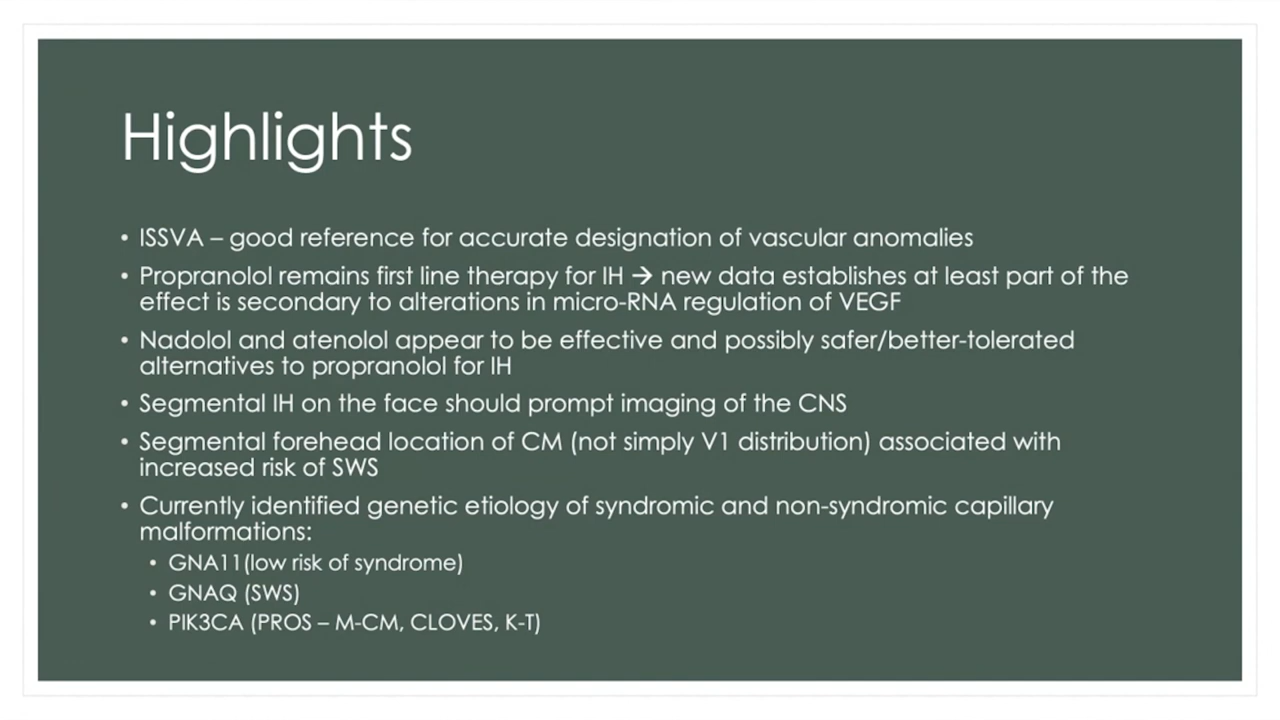 Highlights
• ISSVA – good reference for accurate designation of vascular anomalies
• Propranolol remains first line therapy for IH → new data establishes at least part of the
effect is secondary to alterations in micro-RNA regulation of VEGF
• Nadolol and atenolol appear to be effective and possibly safer/better-tolerated
alternatives to propranolol for IH
• Segmental IH on the face should prompt imaging of the CNS
• Segmental forehead location of CM (not simply V1 distribution) associated with
increased risk of SWS
• Currently identified genetic etiology of syndromic and non-syndromic capillary
malformations:
• GNA11(low risk of syndrome)
• GNAQ (SWS)
• PIK3CA (PROS – M-CM, CLOVES, K-T)